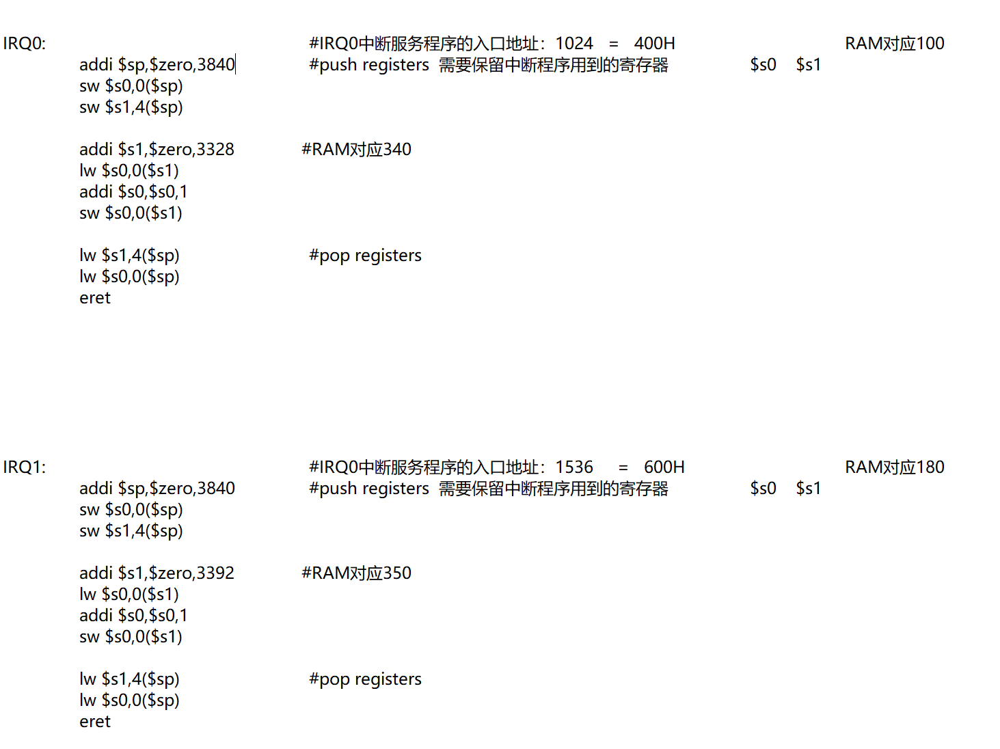 IRQ0: #IRQ0中断服务程序的入口地址：1024 = 400H RAM对应100
addi $sp,$zero,3840 #push registers 需要保留中断程序用到的寄存器 $s0 $s1
sw $s0,0($sp)
sw $s1,4($sp)
addi $s1,$zero,3328 #RAM对应340
lw $s0,0($s1)
addi $s0,$s0,1
sw $s0,0($s1)
lw $s1,4($sp) #pop registers
lw $s0,0($sp)
eret
IRQ1: #IRQ0中断服务程序的入口地址：1536 = 600H RAM对应180
addi $sp,$zero,3840 #push registers 需要保留中断程序用到的寄存器 $s0 $s1
sw $s0,0($sp)
sw $s1,4($sp)
addi $s1,$zero,3392 #RAM对应350
lw $s0,0($s1)
addi $s0,$s0,1
sw $s0,0($s1)
lw $s1,4($sp) #pop registers
lw $s0,0($sp)
eret